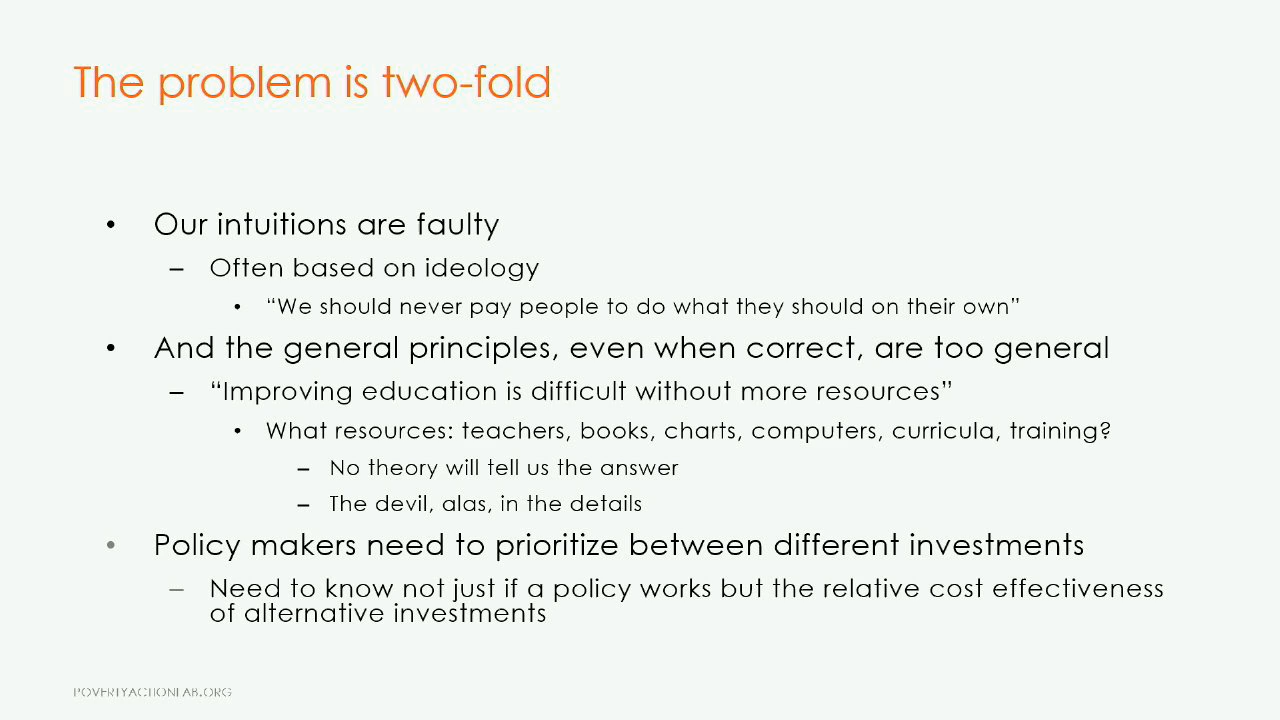 The problem is two-fold
• Our intuitions are faulty
– Often based on ideology
• “We should never pay people to do what they should on their own”
• And the general principles, even when correct, are too general
– “Improving education is difficult without more resources”
• What resources: teachers, books, charts, computers, curricula, training?
– No theory will tell us the answer
– The devil, alas, in the details
• Policy makers need to prioritize between different investments
– Need to know not just if a policy works but the relative cost effectiveness
of alternative investments
POVERTYACTIONLAB.ORG